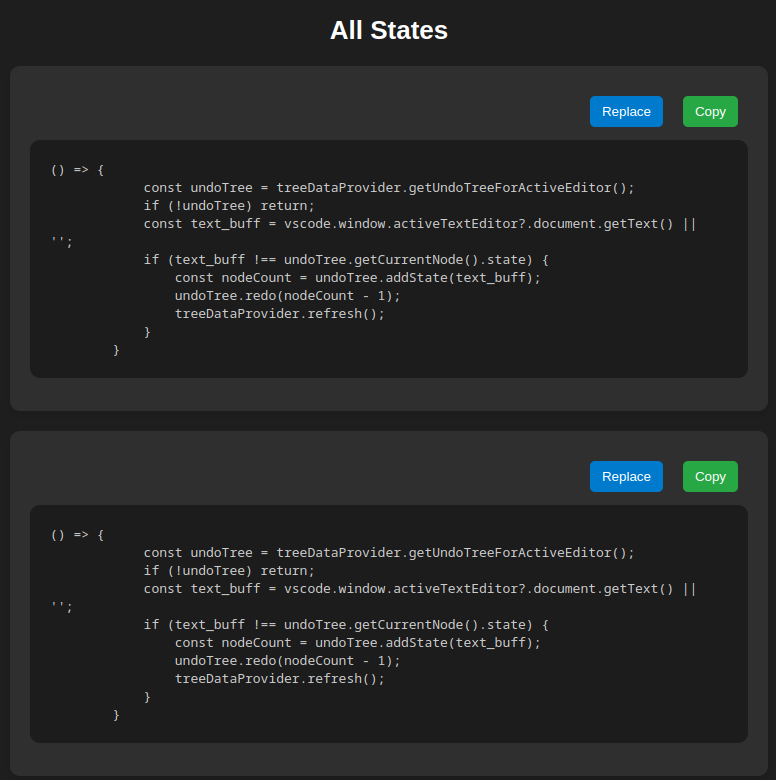 All States
Replace Copy
() => {
            const undoTree = treeDataProvider.getUndoTreeForActiveEditor();
            if (!undoTree) return;
            const text_buff = vscode.window.activeTextEditor?.document.getText() ||
'';
            if (text_buff !== undoTree.getCurrentNode().state) {
                const nodeCount = undoTree.addState(text_buff);
                undoTree.redo(nodeCount - 1);
                treeDataProvider.refresh();
            }
        }
Replace Copy
() => {
            const undoTree = treeDataProvider.getUndoTreeForActiveEditor();
            if (!undoTree) return;
            const text_buff = vscode.window.activeTextEditor?.document.getText() ||
'';
            if (text_buff !== undoTree.getCurrentNode().state) {
                const nodeCount = undoTree.addState(text_buff);
                undoTree.redo(nodeCount - 1);
                treeDataProvider.refresh();
            }
        }